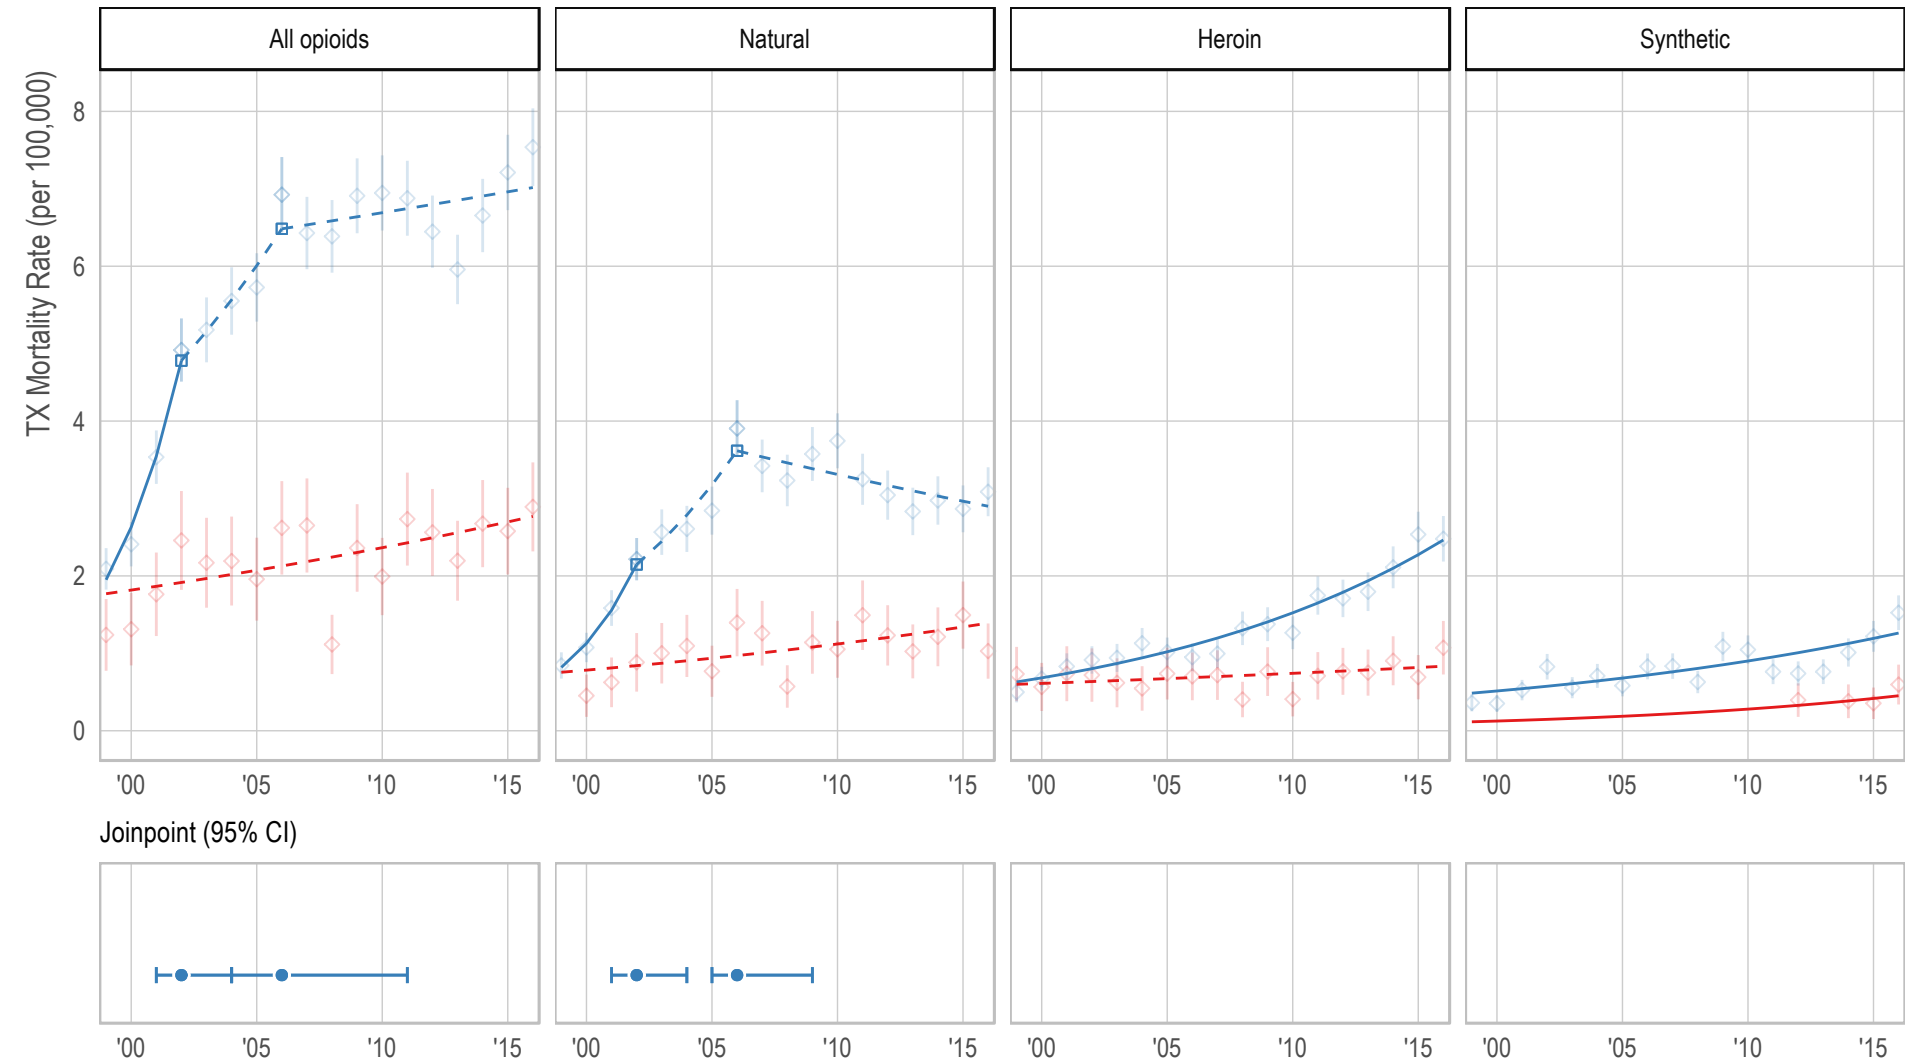 All opioids Natural Heroin Synthetic
TX Mortality Rate (per 100,000)
8
6
4
2
0
'00 '05 '10 '15 '00 '05 '10 '15 '00 '05 '10 '15 '00 '05 '10 '15
Joinpoint (95% CI)
'00 '05 '10 '15 '00 '05 '10 '15 '00 '05 '10 '15 '00 '05 '10 '15